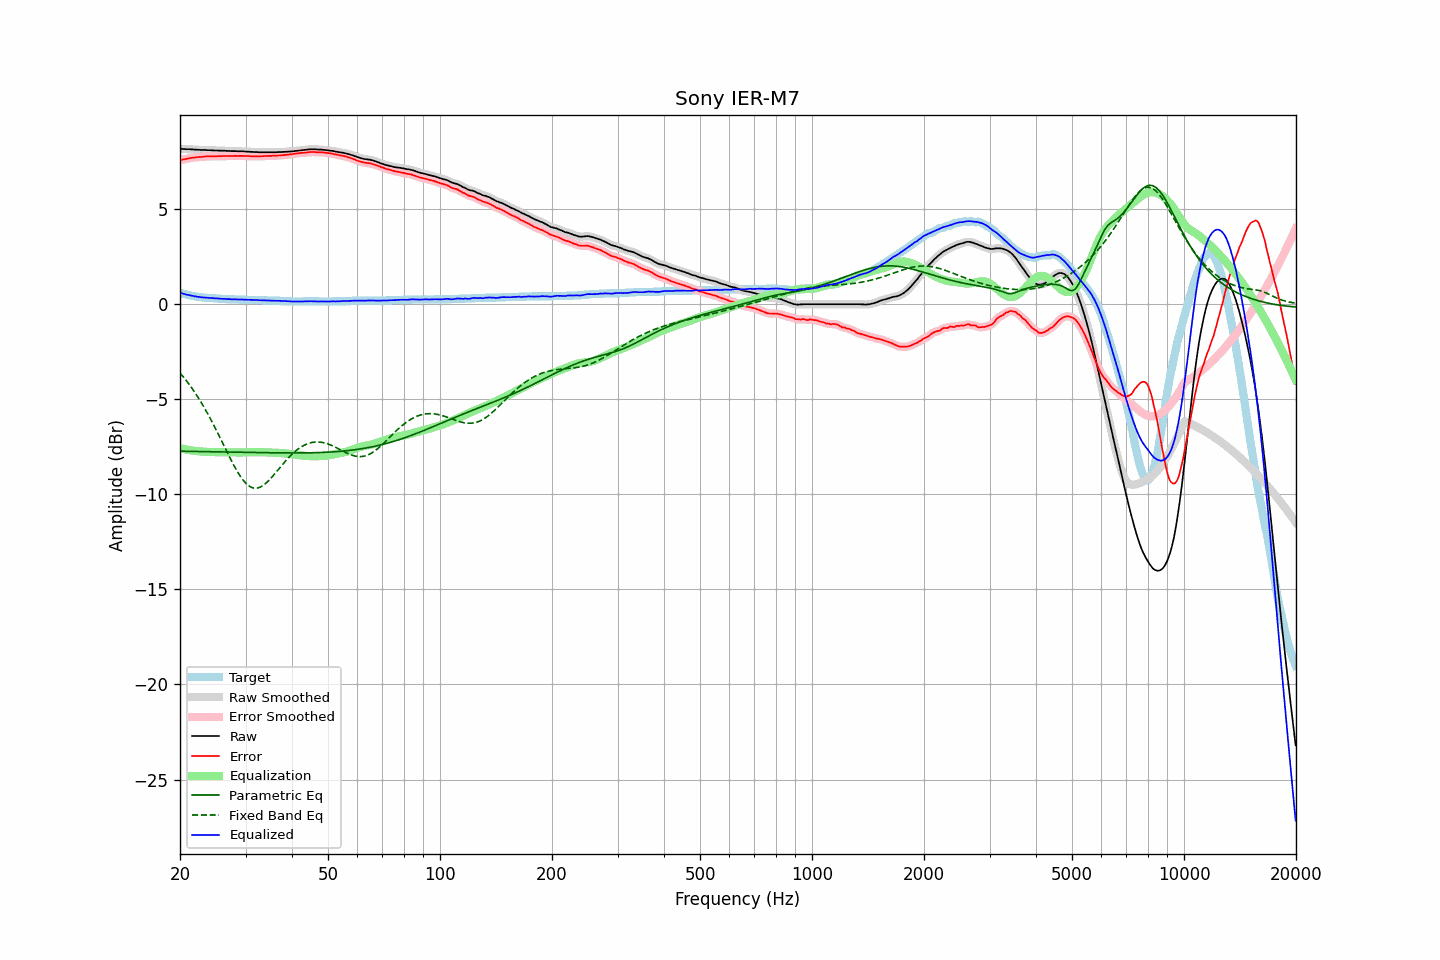 Sony IER-M7
Amplitude (dBr)
5
0
−5
−10
−15
−20
−25
Target
Raw Smoothed
Error Smoothed
Raw
Error
Equalization
Parametric Eq
Fixed Band Eq
Equalized
20 50 100 200 500 1000 2000 5000 10000 20000
Frequency (Hz)